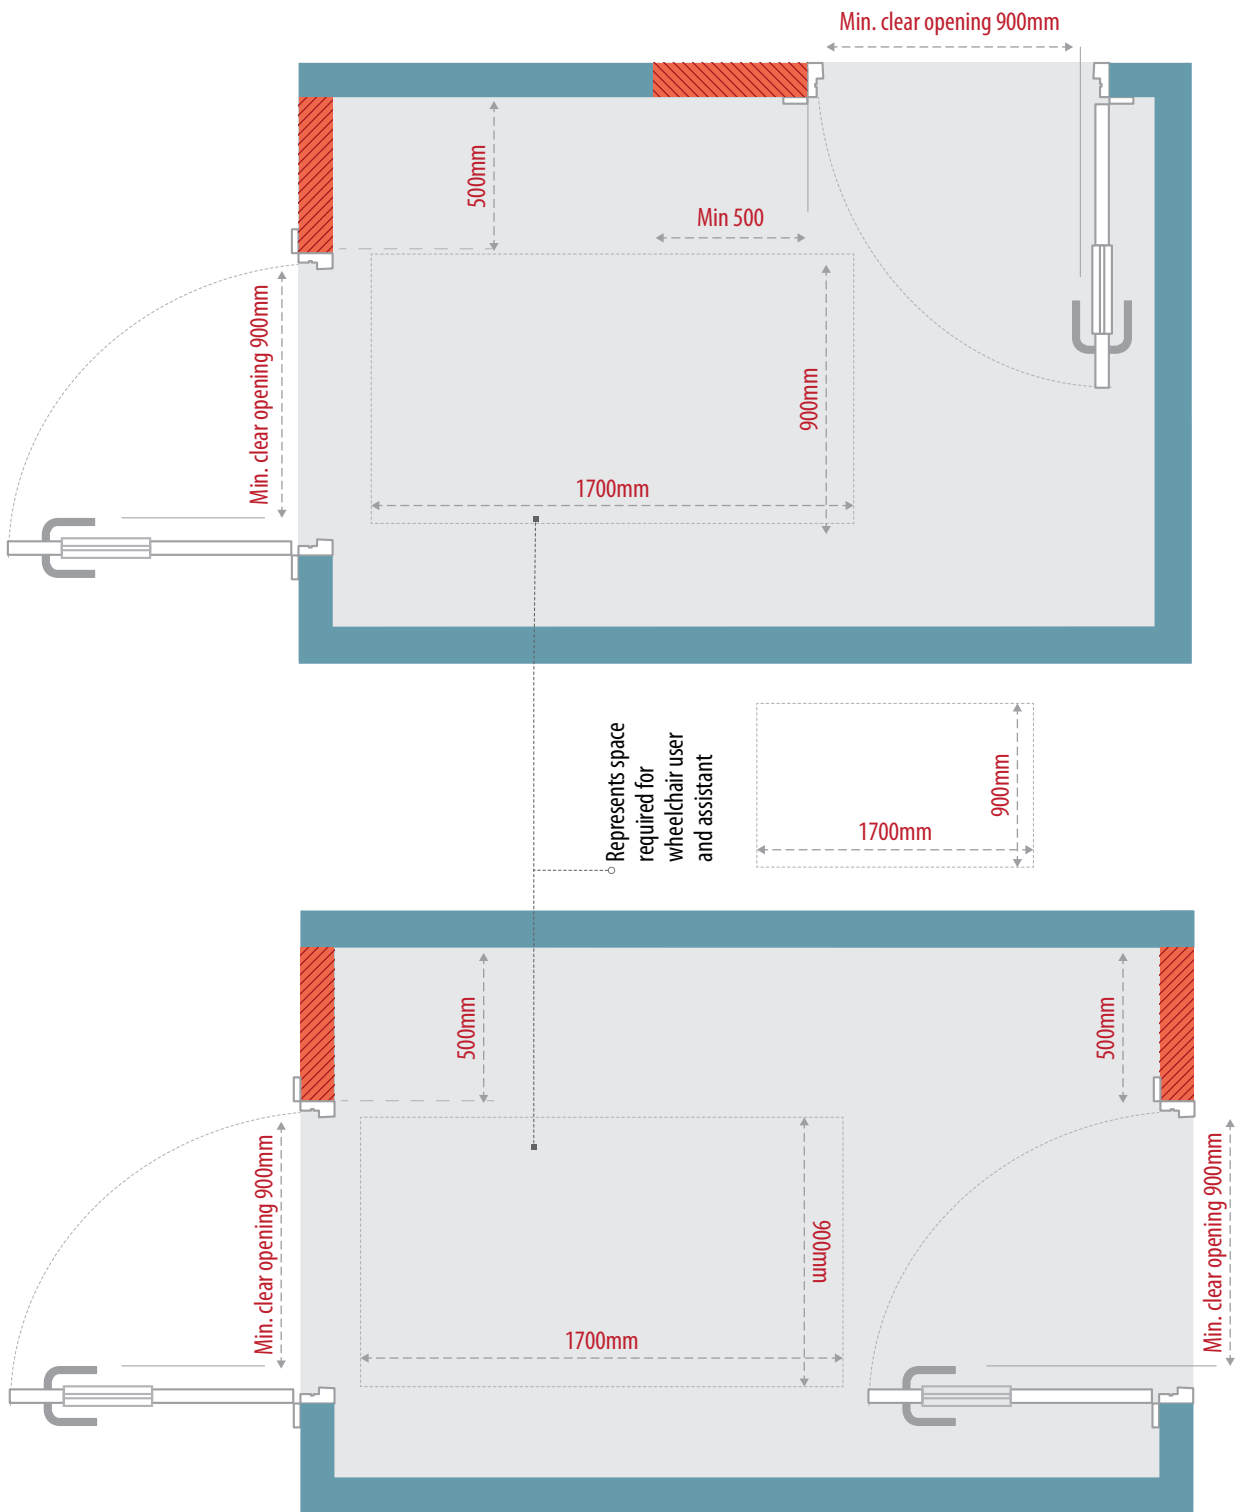 Min. clear opening 900mm
500mm
Min 500
Min. clear opening 900mm
900mm
1700mm
Represents space
required for
wheelchair user
and assistant
900mm
1700mm
500mm
500mm
Min. clear opening 900mm
900mm
Min. clear opening 900mm
1700mm